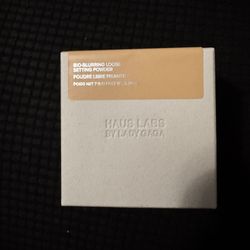 BIO-BLURRING LOOSE
SETTING POWDER
POUDRE LIBRE FIXANTE
HAUS LABS
BY LADY GAGA